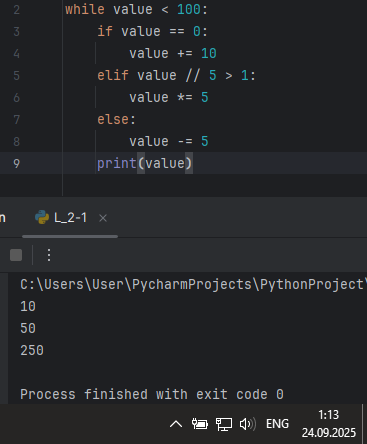 2 while value < 100:
3 if value == 0:
4 value += 10
5 elif value // 5 > 1:
6 value *= 5
7 else:
8 value -= 5
9 print(value)
n L_2-1 ×
C:\Users\User\PycharmProjects\PythonProject\
10
50
250
Process finished with exit code 0
ENG 1:13
24.09.2025